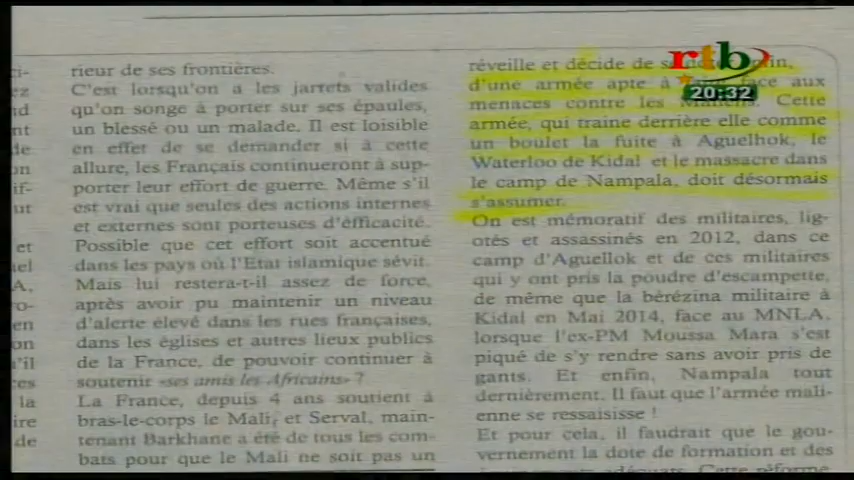 rieur de ses frontières.
C'est lorsqu'on a les jarrets valides
qu'on songe à porter sur ses épaules,
un blessé ou un malade. Il est loisible
en effet de se demander si à cette
allure, les Français continueront à sup-
porter leur effort de guerre. Même s'il
est vrai que seules des actions internes
et externes sont porteuses d'éfficacité.
Possible que cet effort soit accentué
dans les pays où l'Etat islamique sévit.
Mais lui restera-t-il assez de force,
après avoir pu maintenir un niveau
d'alerte élevé dans les rues françaises,
dans les églises et autres lieux publics
de la France, de pouvoir continuer à
soutenir «ses amis les Africains» ?
La France, depuis 4 ans soutient à
bras-le-corps le Mali, et Serval, main-
tenant Barkhane a été de tous les com-
bats pour que le Mali ne soit pas un
réveille et décide de
d'une armée apte à face aux
menaces contre les Maliens. Cette
armée, qui traine derrière elle comme
un boulet la fuite à Aguelhok, le
Waterloo de Kidal et le massacre dans
le camp de Nampala, doit désormais
s'assumer.
On est mémoratif des militaires, lig-
otés et assassinés en 2012, dans ce
camp d'Aguellok et de ces militaires
qui y ont pris la poudre d'escampette,
de même que la bérézina militaire à
Kidal en Mai 2014, face au MNLA,
lorsque l'ex-PM Moussa Mara s'est
piqué de s'y rendre sans avoir pris de
gants. Et enfin, Nampala tout
dernièrement. Il faut que l'armée mali-
enne se ressaisisse !
Et pour cela, il faudrait que le gou-
vernement la dote de formation et des
adéquats. Cette réforme
rtb
20:32